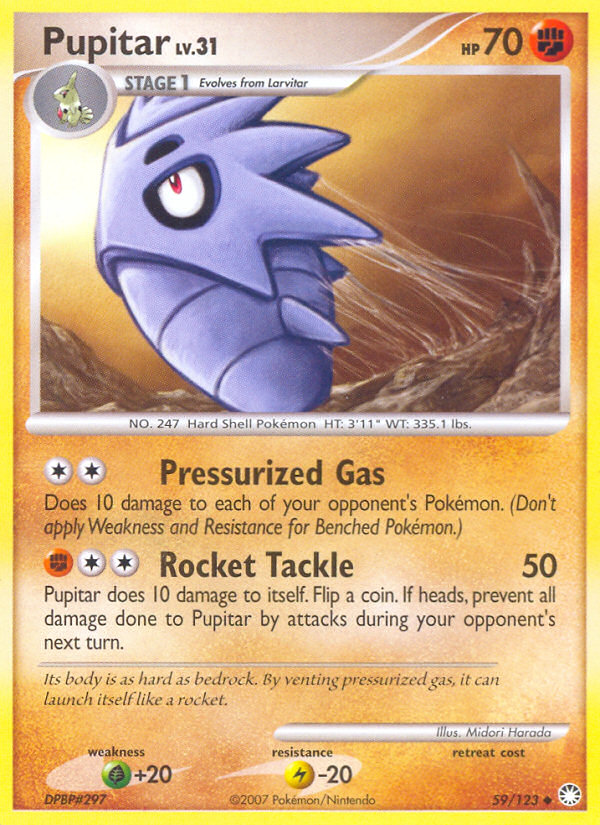 Pupitar LV.31 HP 70
STAGE 1 Evolves from Larvitar
NO. 247 Hard Shell Pokémon HT: 3'11" WT: 335.1 lbs.
Pressurized Gas
Does 10 damage to each of your opponent's Pokémon. (Don't
apply Weakness and Resistance for Benched Pokémon.)
Rocket Tackle 50
Pupitar does 10 damage to itself. Flip a coin. If heads, prevent all
damage done to Pupitar by attacks during your opponent's
next turn.
Its body is as hard as bedrock. By venting pressurized gas, it can
launch itself like a rocket.
Illus. Midori Harada
weakness resistance retreat cost
+20 -20
DPBP#297 ©2007 Pokémon/Nintendo 59/123